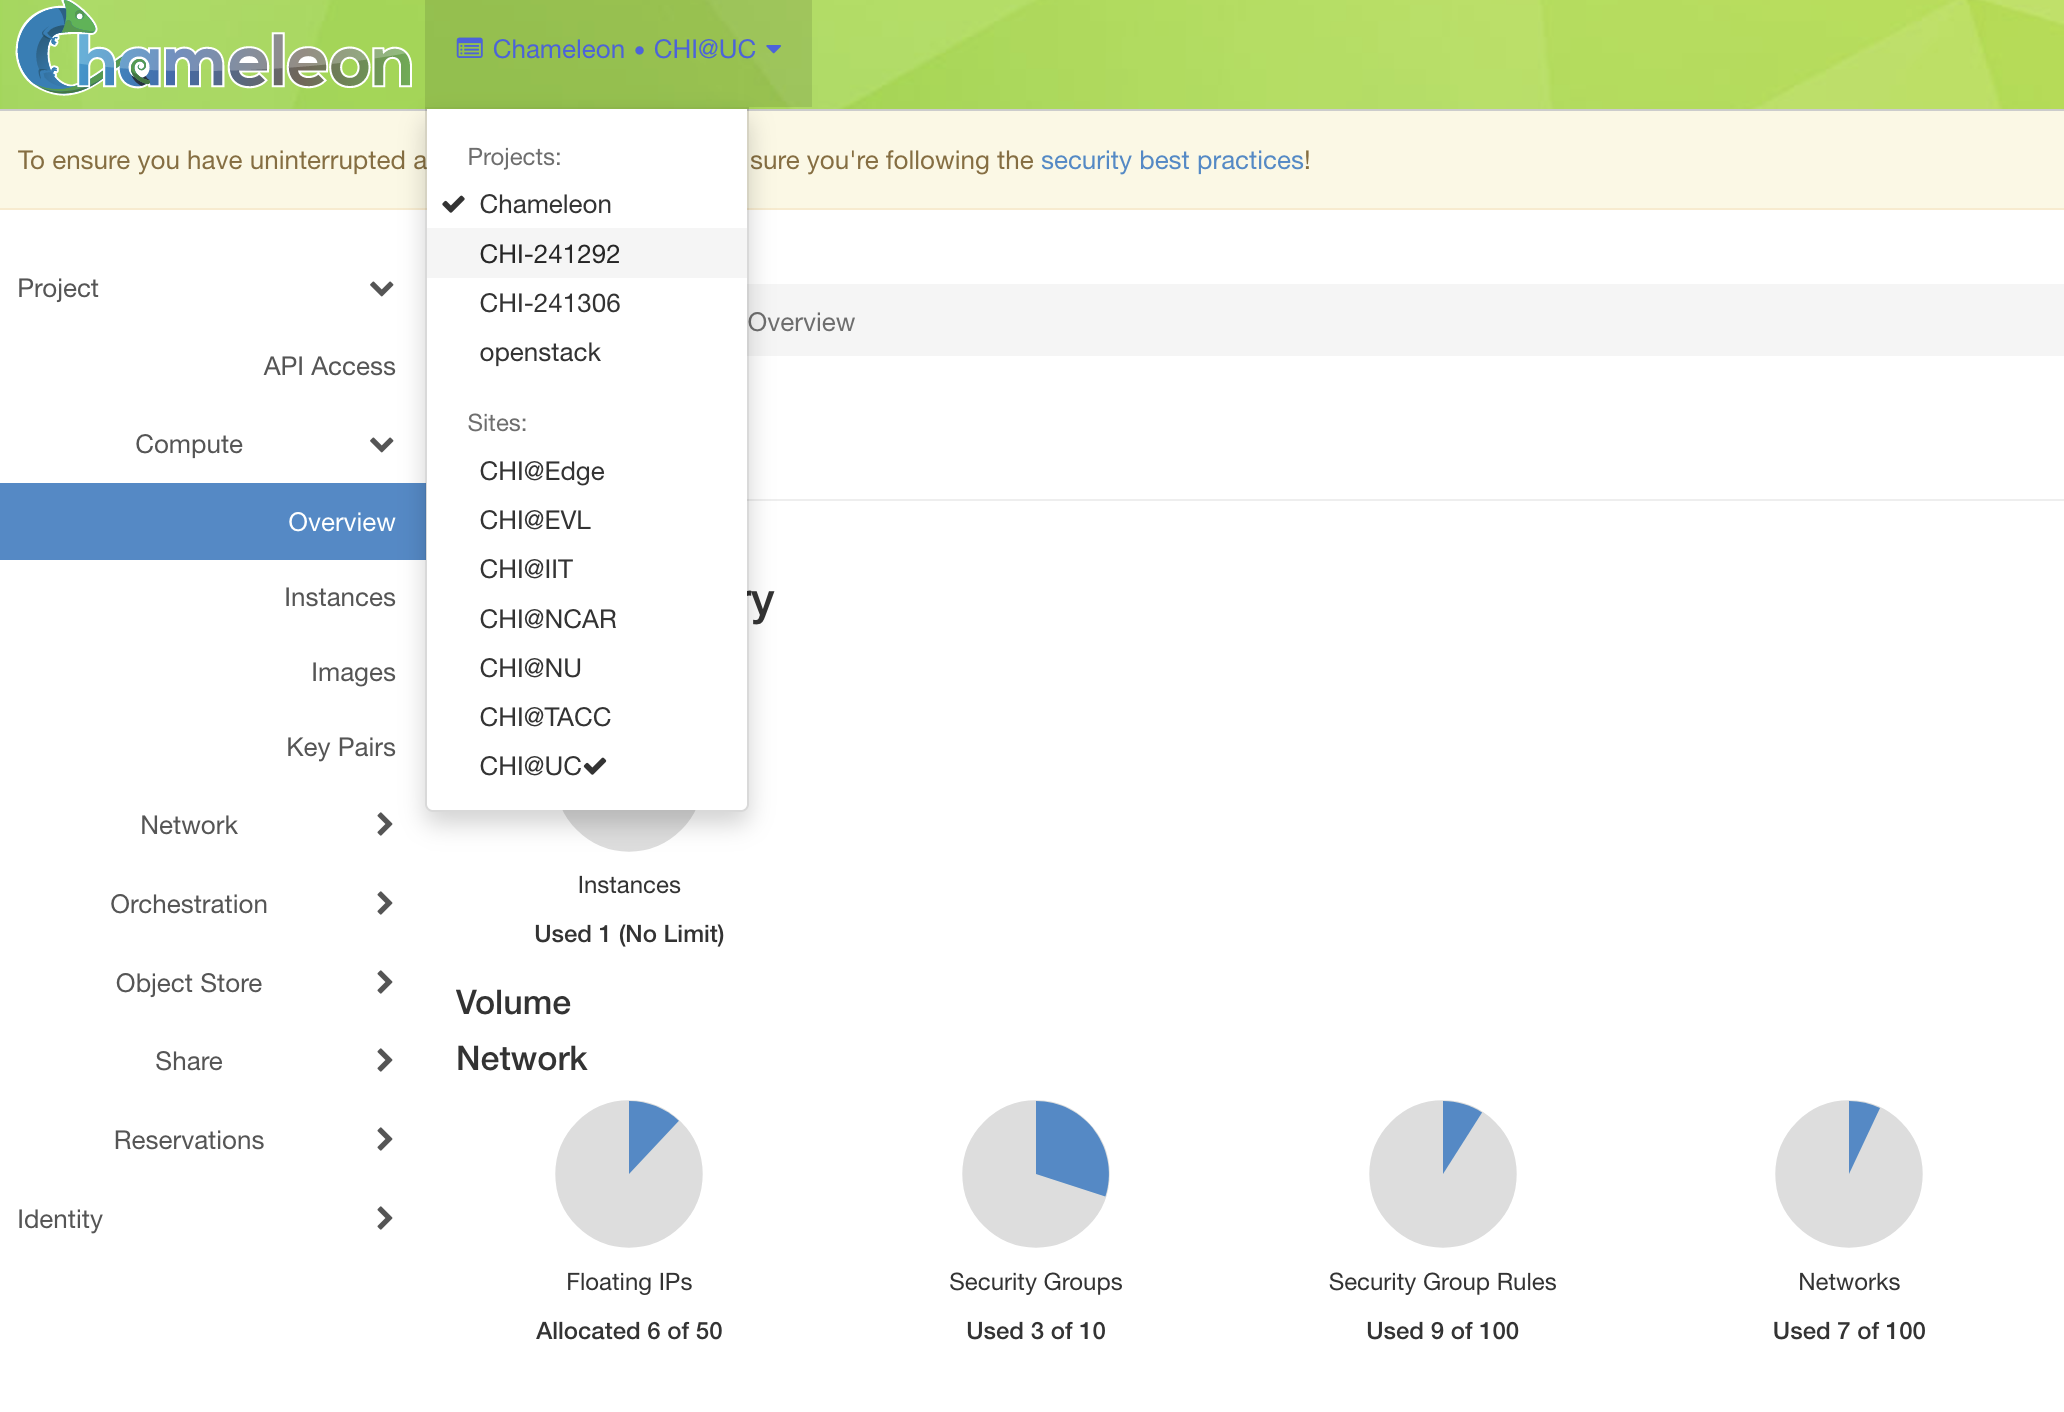 Chameleon
Chameleon • CHI@UC
To ensure you have uninterrupted a
sure you're following the security best practices!
Projects:
Chameleon
CHI-241292
CHI-241306
openstack
Sites:
CHI@Edge
CHI@EVL
CHI@IIT
CHI@NCAR
CHI@NU
CHI@TACC
CHI@UC
Project
API Access
Compute
Overview
Instances
Images
Key Pairs
Network
Orchestration
Object Store
Share
Reservations
Identity
Overview
ry
Instances
Used 1 (No Limit)
Volume
Network
Floating IPs
Allocated 6 of 50
Security Groups
Used 3 of 10
Security Group Rules
Used 9 of 100
Networks
Used 7 of 100